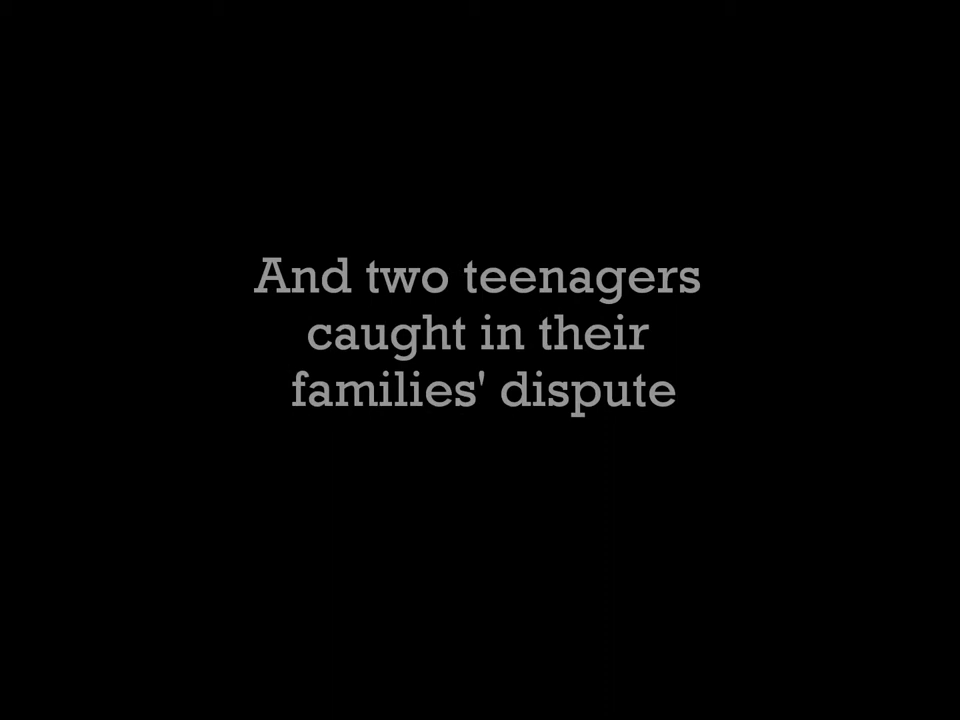 And two teenagers
caught in their
families' dispute